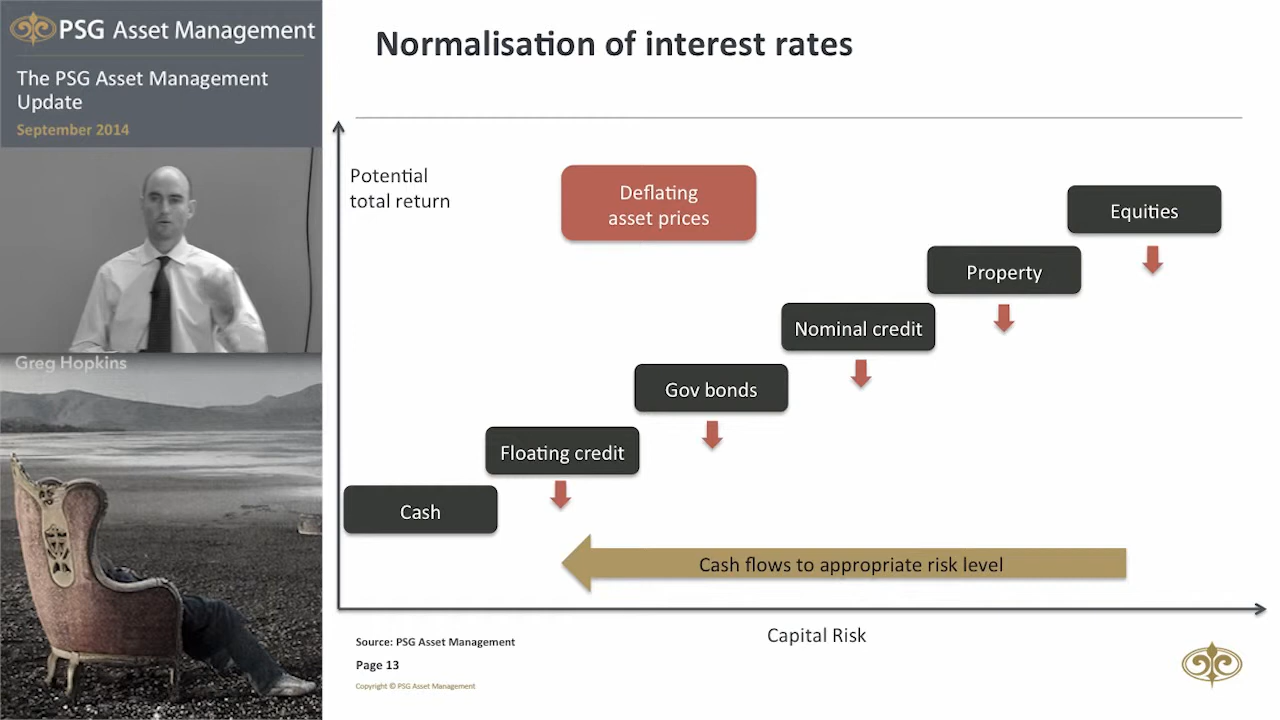 PSG Asset Management
The PSG Asset Management
Update
September 2014
Greg Hopkins
Normalisation of interest rates
Potential
total return
Deflating
asset prices
Equities
Property
Nominal credit
Gov bonds
Floating credit
Cash
Cash flows to appropriate risk level
Capital Risk
Source: PSG Asset Management
Page 13
Copyright © PSG Asset Management